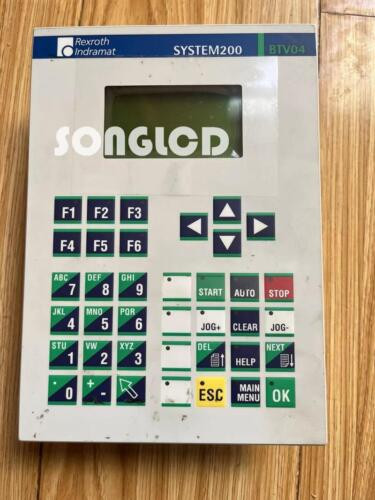 Rexroth
Indramat
SYSTEM200
BTV04
SONGLCD
F1 F2 F3
F4 F5 F6
ABC 7 DEF 8 GHI 9
START AUTO STOP
JKL 4 MNO 5 PQR 6
JOG+ CLEAR JOG-
STU 1 VW 2 XYZ 3
DEL HELP NEXT
. 0 + -
ESC MAIN MENU OK